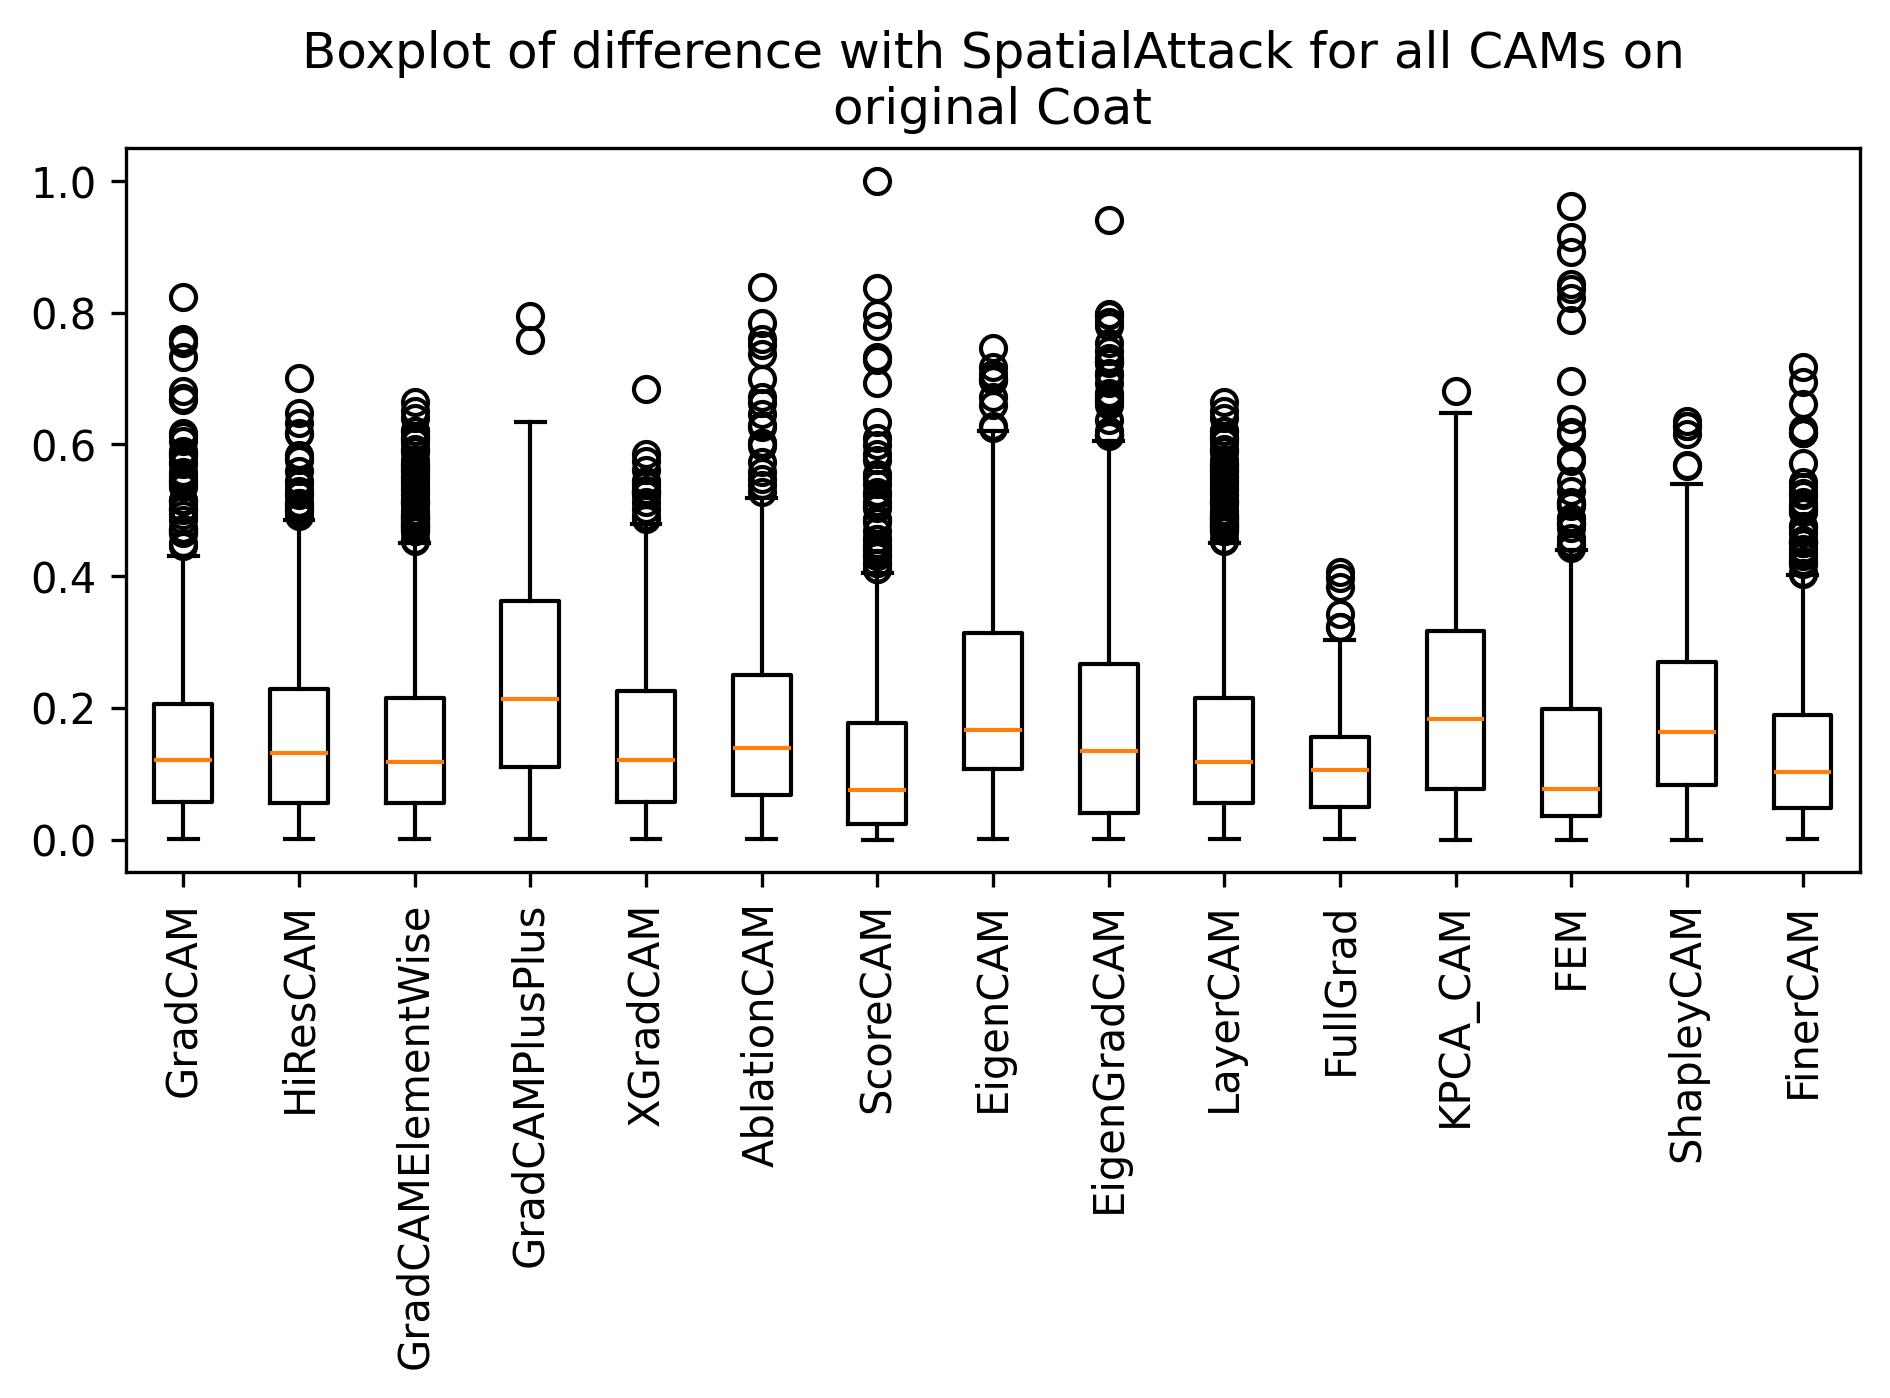 Boxplot of difference with SpatialAttack for all CAMs on
original Coat
1.0
0.8
0.6
0.4
0.2
0.0
GradCAM
HiResCAM
GradCAMElementWise
GradCAMPlusPlus
XGradCAM
AblationCAM
ScoreCAM
EigenCAM
EigenGradCAM
LayerCAM
FullGrad
KPCA_CAM
FEM
ShapleyCAM
FinerCAM